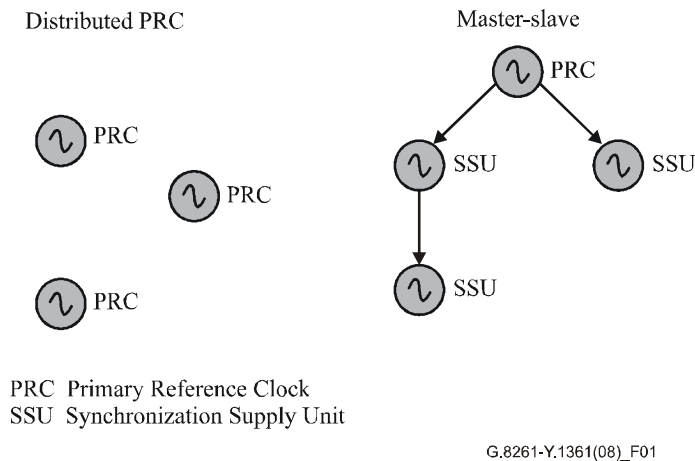 Distributed PRC
PRC
PRC
PRC
Master-slave
PRC
SSU
SSU
SSU
PRC Primary Reference Clock
SSU Synchronization Supply Unit
G.8261-Y.1361(08)_F01